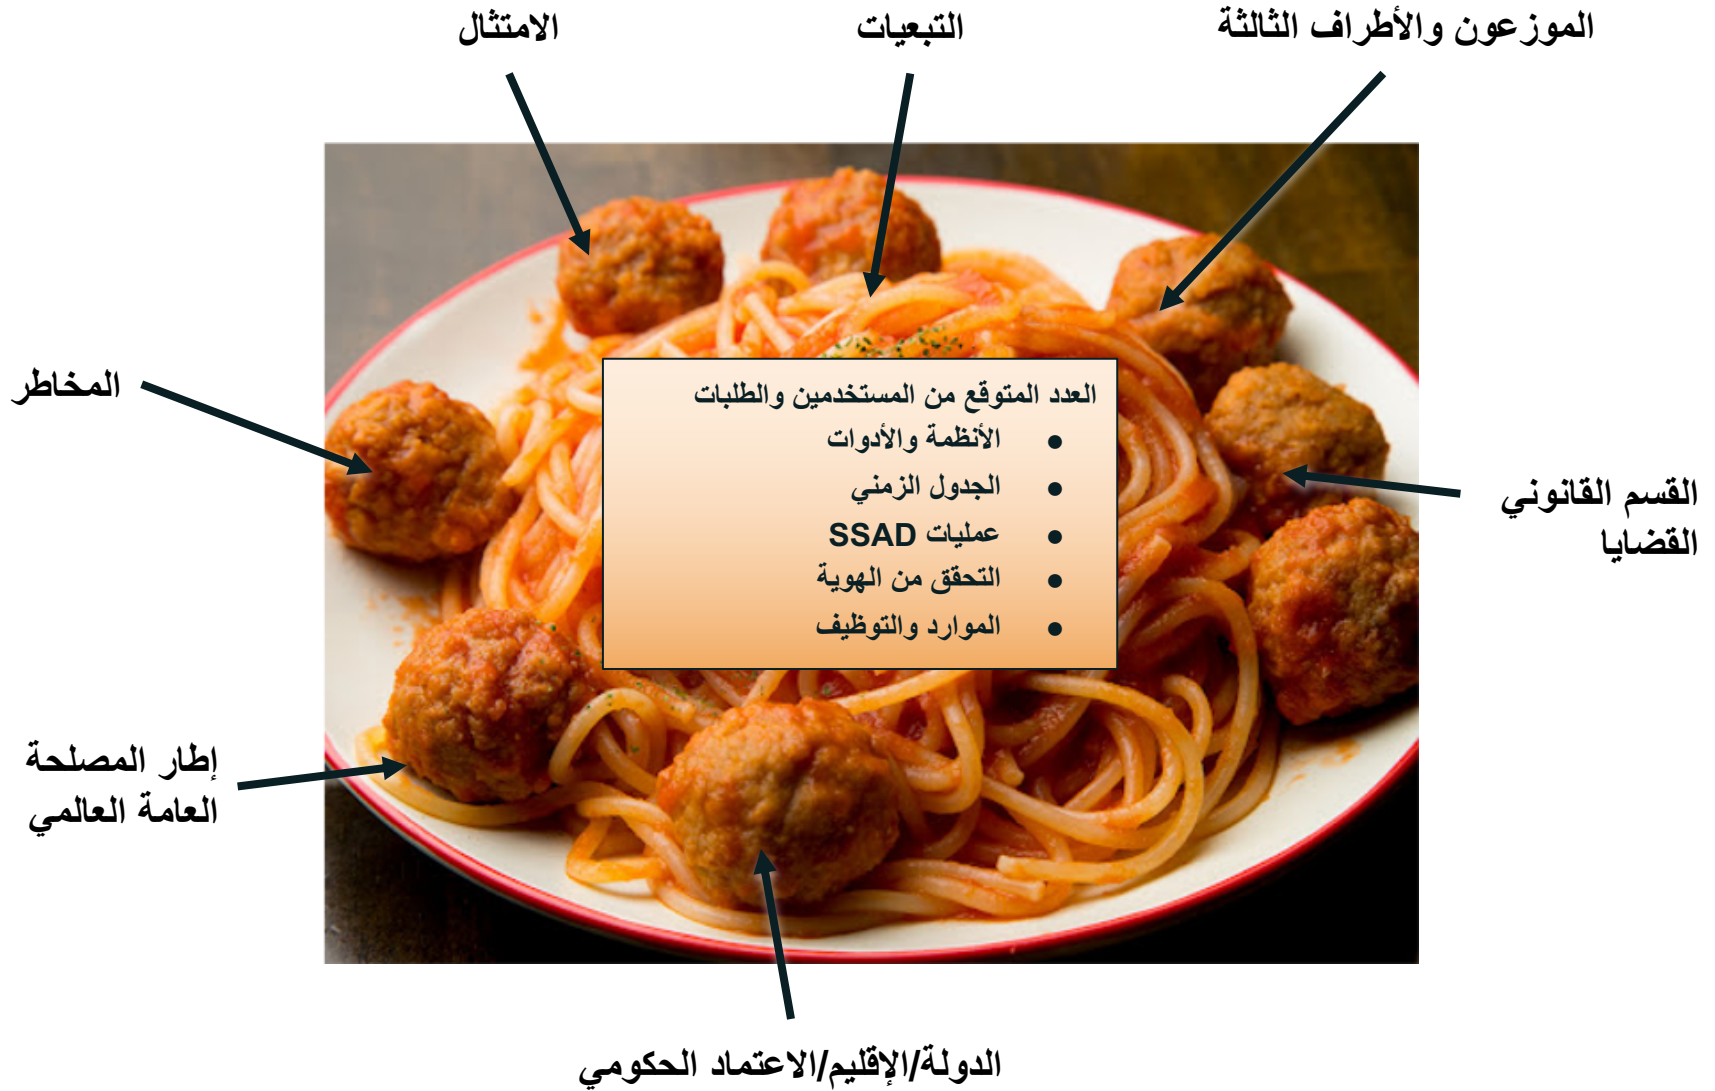 الموزعون والأطراف الثالثة
التبعيات
الامتثال
المخاطر
العدد المتوقع من المستخدمين والطلبات
● الأنظمة والأدوات
● الجدول الزمني
● عمليات SSAD
● التحقق من الهوية
● الموارد والتوظيف
القسم القانوني
القضايا
إطار المصلحة
العامة العالمي
الدولة/الإقليم/الاعتماد الحكومي